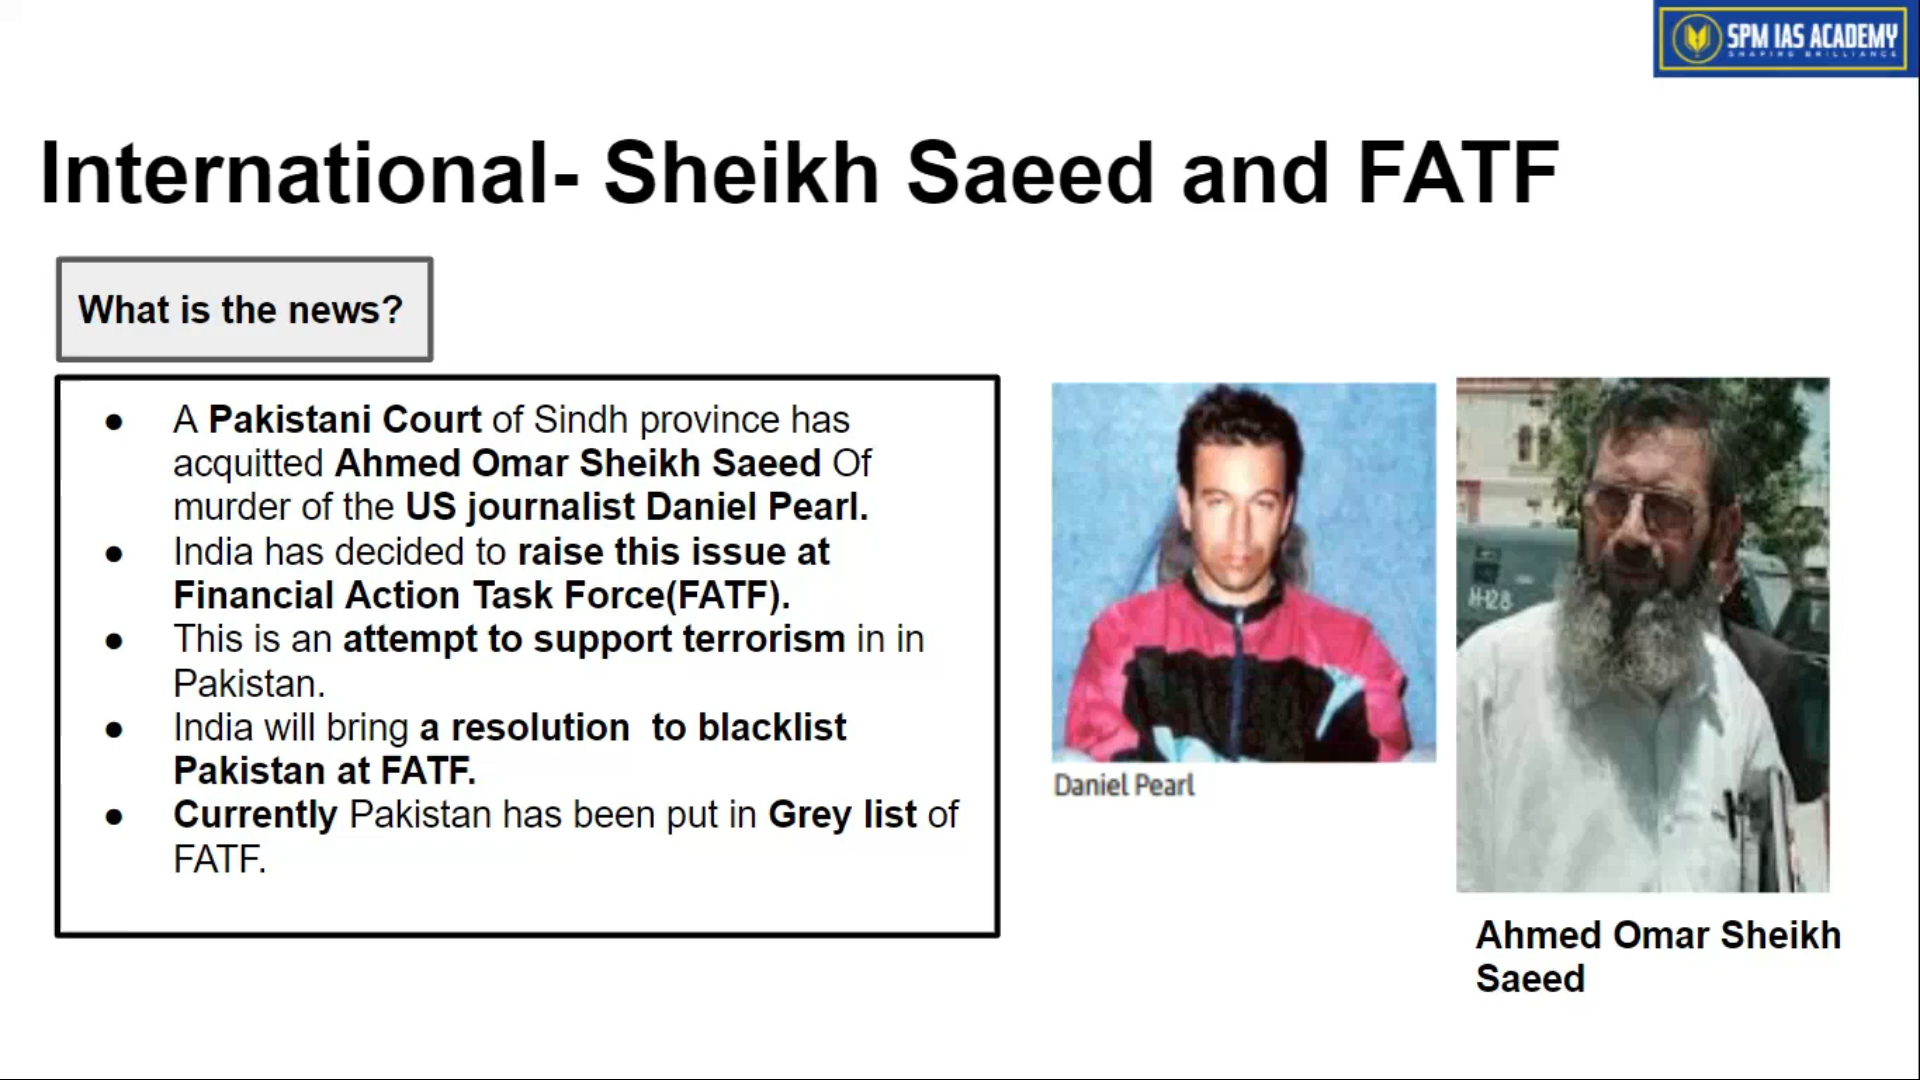 SPM IAS ACADEMY
SHAPING BRILLIANCE
International- Sheikh Saeed and FATF
What is the news?
● A Pakistani Court of Sindh province has
acquitted Ahmed Omar Sheikh Saeed Of
murder of the US journalist Daniel Pearl.
● India has decided to raise this issue at
Financial Action Task Force(FATF).
● This is an attempt to support terrorism in in
Pakistan.
● India will bring a resolution  to blacklist
Pakistan at FATF.
● Currently Pakistan has been put in Grey list of
FATF.
H-128
Daniel Pearl
Ahmed Omar Sheikh
Saeed